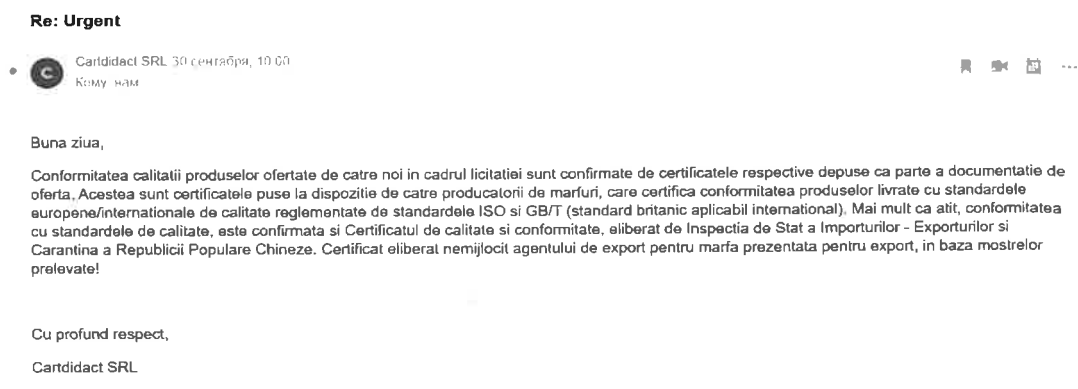 Re: Urgent
C
Cartdidact SRL 30 сентября, 10:00
Кому: нам
Buna ziua,
Conformitatea calitatii produselor ofertate de catre noi in cadrul licitatiei sunt confirmate de certificatele respective depuse ca parte a documentatie de
oferta, Acestea sunt certificatele puse la dispozitie de catre producatorii de marfuri, care certifica conformitatea produselor livrate cu standardele
europene/internationale de calitate reglementate de standardele ISO si GB/T (standard britanic aplicabil international). Mai mult ca atit, conformitatea
cu standardele de calitate, este confirmata si Certificatul de calitate si conformitate, eliberat de Inspectia de Stat a Importurilor - Exporturilor si
Carantina a Republicii Populare Chineze. Certificat eliberat nemijlocit agentului de export pentru marfa prezentata pentru export, in baza mostrelor
prelevate!
Cu profund respect,
Cartdidact SRL